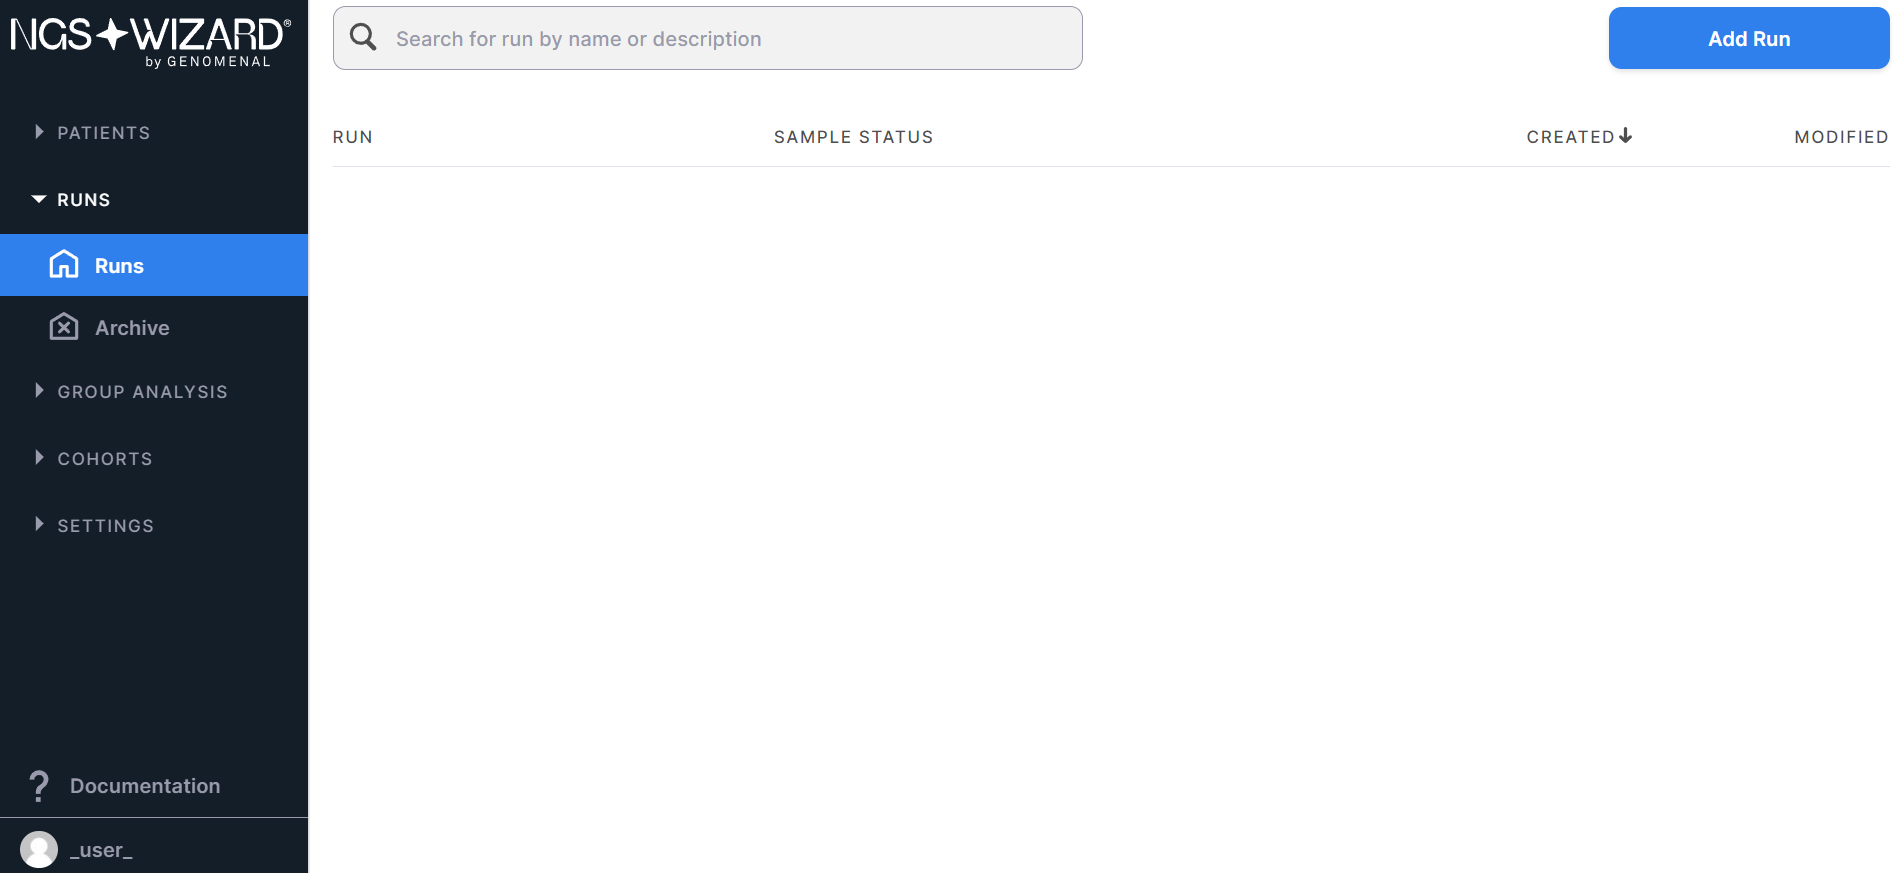 NGS WIZARD®
by GENOMENAL
PATIENTS
RUNS
Runs
Archive
GROUP ANALYSIS
COHORTS
SETTINGS
Documentation
_user_
Search for run by name or description
Add Run
RUN SAMPLE STATUS CREATED MODIFIED